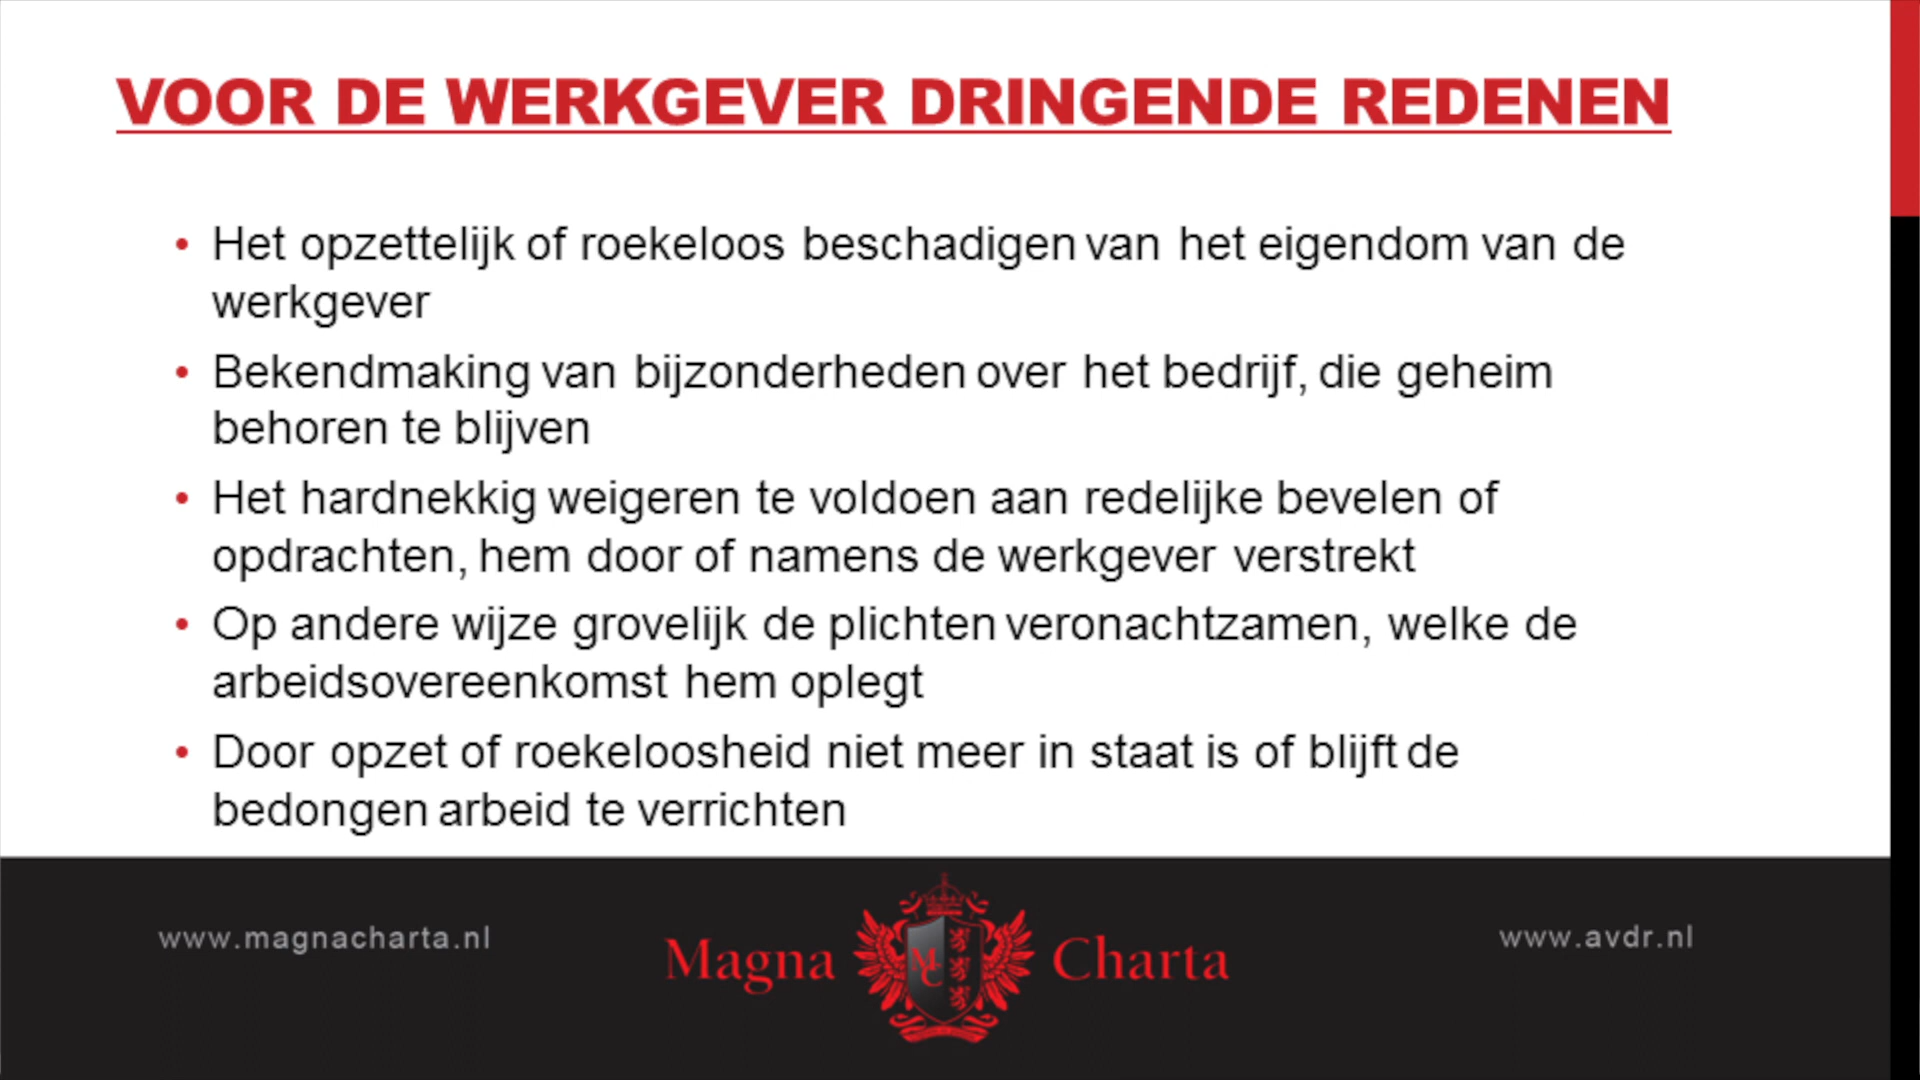 VOOR DE WERKGEVER DRINGENDE REDENEN
• Het opzettelijk of roekeloos beschadigen van het eigendom van de
werkgever
• Bekendmaking van bijzonderheden over het bedrijf, die geheim
behoren te blijven
• Het hardnekkig weigeren te voldoen aan redelijke bevelen of
opdrachten, hem door of namens de werkgever verstrekt
• Op andere wijze grovelijk de plichten veronachtzamen, welke de
arbeidsovereenkomst hem oplegt
• Door opzet of roekeloosheid niet meer in staat is of blijft de
bedongen arbeid te verrichten
www.magnacharta.nl
Magna MC Charta
www.avdr.nl